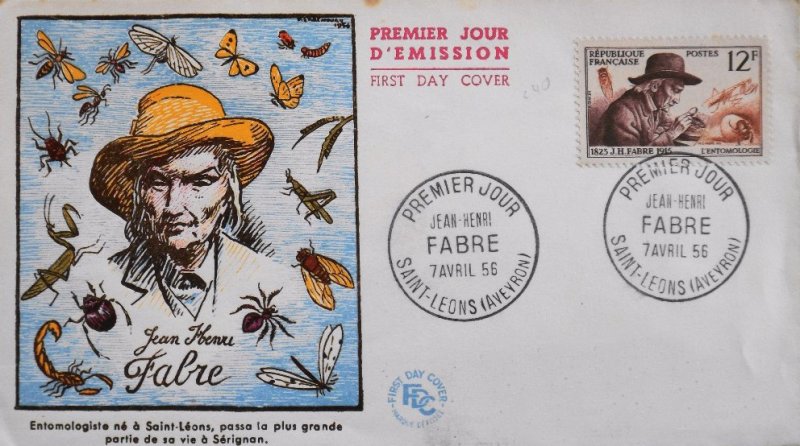 PREMIER JOUR
D'EMISSION
FIRST DAY COVER
RÉPUBLIQUE
FRANÇAISE
POSTES
12F
1823 J.H. FABRE 1915
L'ENTOMOLOGIE
PREMIER JOUR
JEAN-HENRI
FABRE
7 AVRIL 56
SAINT-LEONS (AVEYRON)
PREMIER JOUR
JEAN-HENRI
FABRE
7 AVRIL 56
SAINT-LEONS (AVEYRON)
Jean Henri
Fabre
FIRST DAY COVER
FDC
Entomologiste né à Saint-Léons, passa la plus grande
partie de sa vie à Sérignan.